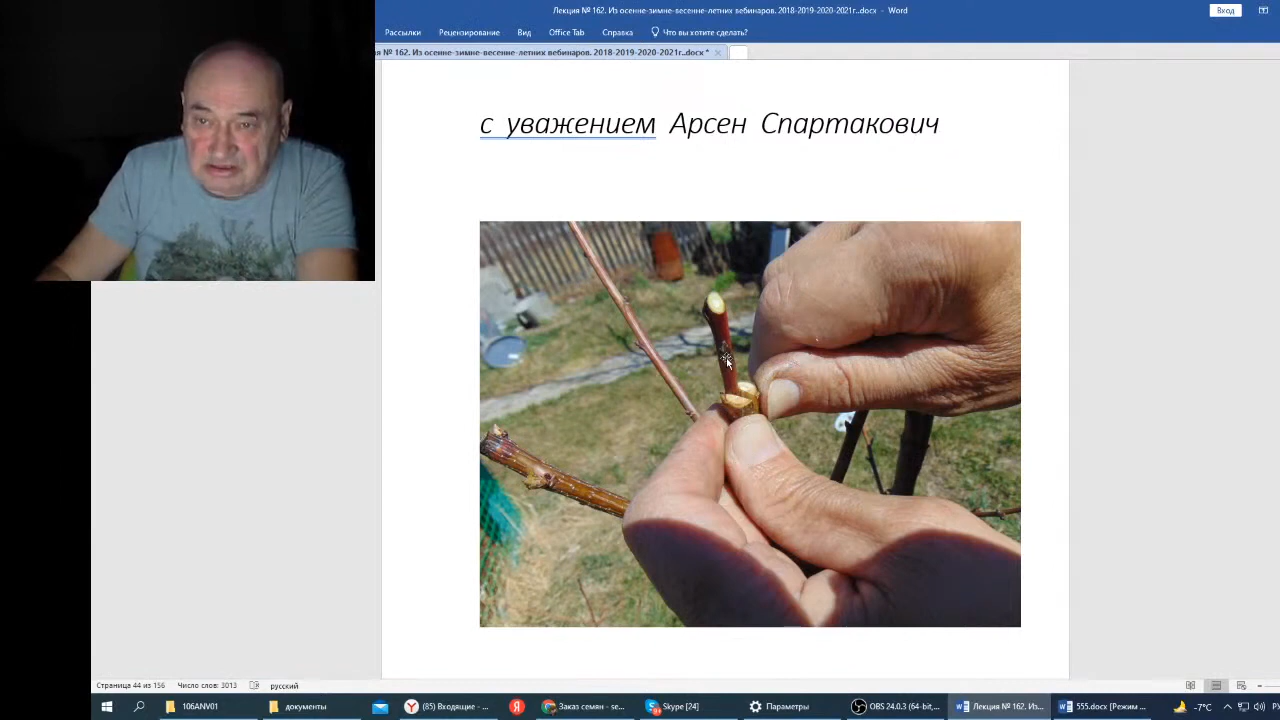 Лекция № 162. Из осенне-зимне-весенне-летних вебинаров. 2018-2019-2020-2021г..docx - Word
Вход
Рассылки Рецензирование Вид Office Tab Справка Что вы хотите сделать?
№ 162. Из осенне-зимне-весенне-летних вебинаров. 2018-2019-2020-2021г..docx *
с уважением Арсен Спартакович
Страница 44 из 156 Число слов: 3013 русский
106ANV01 документы (85) Входящие - ... Заказ семян - se... Skype [24] Параметры OBS 24.0.3 (64-bit,... Лекция № 162. Из... 533.docx [Режим ...